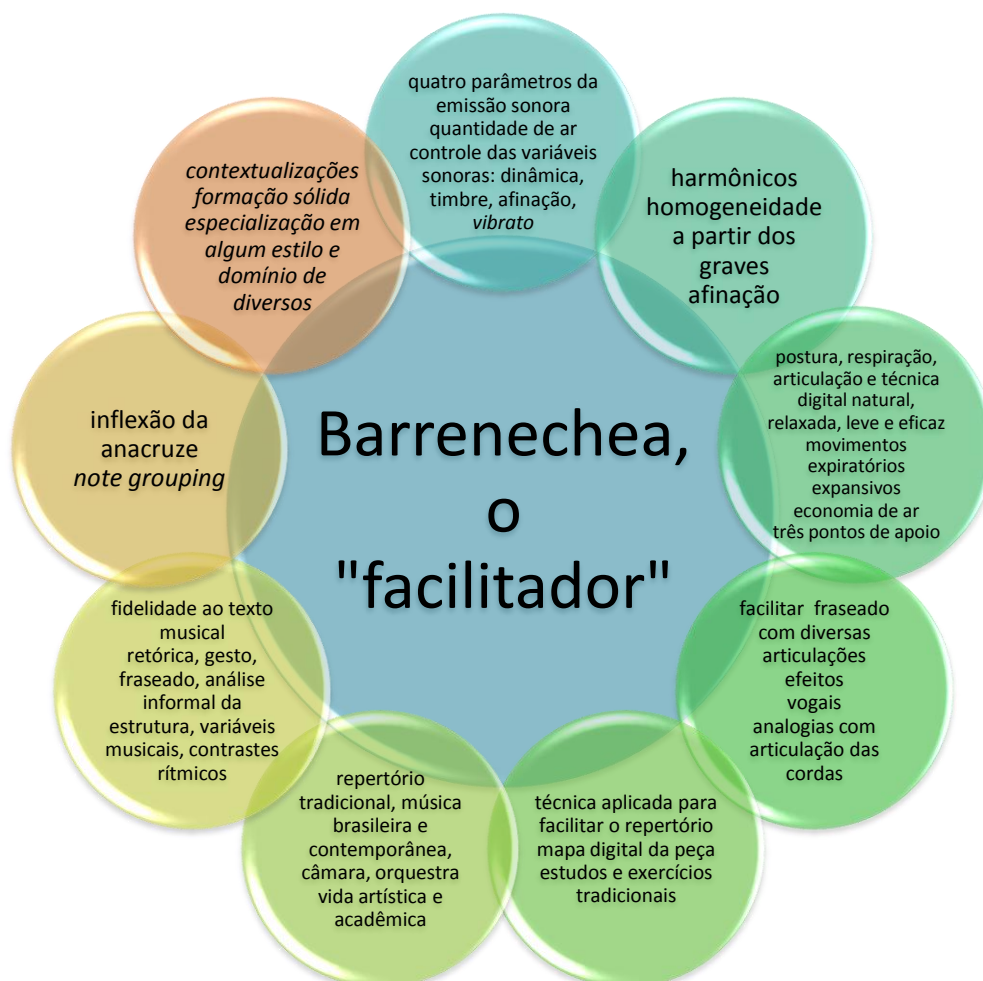 quatro parâmetros da
emissão sonora
quantidade de ar
controle das variáveis
sonoras: dinâmica,
timbre, afinação,
vibrato
harmônicos
homogeneidade
a partir dos
graves
afinação
postura, respiração,
articulação e técnica
digital natural,
relaxada, leve e eficaz
movimentos
expiratórios
expansivos
economia de ar
três pontos de apoio
facilitar fraseado
com diversas
articulações
efeitos
vogais
analogias com
articulação das
cordas
técnica aplicada para
facilitar o repertório
mapa digital da peça
estudos e exercícios
tradicionais
repertório
tradicional, música
brasileira e
contemporânea,
câmara, orquestra
vida artística e
acadêmica
fidelidade ao texto
musical
retórica, gesto,
fraseado, análise
informal da
estrutura, variáveis
musicais, contrastes
rítmicos
inflexão da
anacruze
note grouping
contextualizações
formação sólida
especialização em
algum estilo e
domínio de
diversos
Barrenechea,
o
"facilitador"